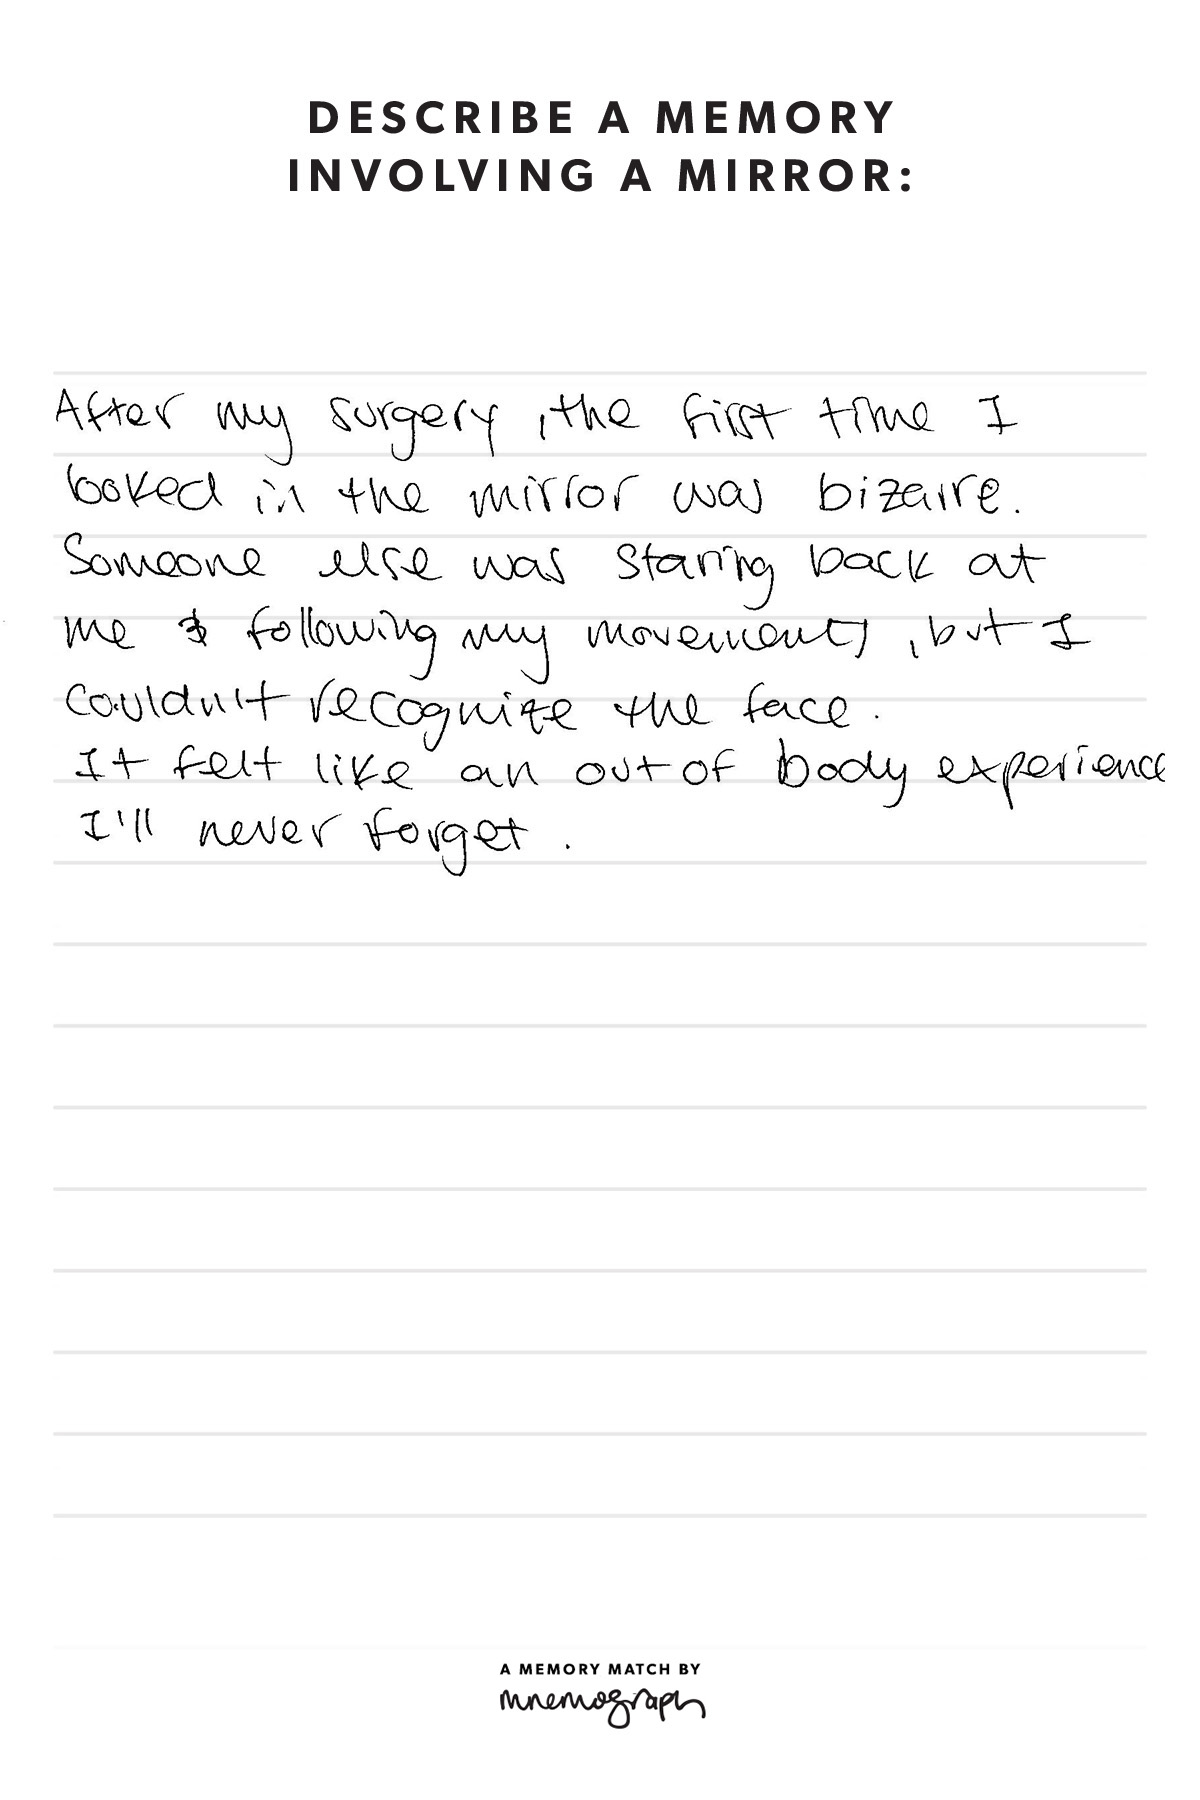 DESCRIBE A MEMORY
INVOLVING A MIRROR:
After my surgery, the first time I
looked in the mirror was bizarre.
Someone else was staring back at
me & following my movements, but I
couldn't recognize the face.
It felt like an out of body experience
I'll never forget.
A MEMORY MATCH BY
mnemograph